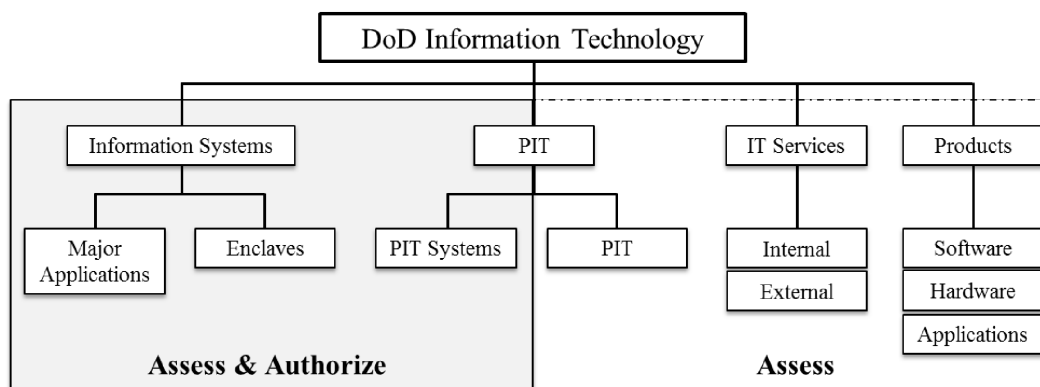 DoD Information Technology
Information Systems
PIT
IT Services
Products
Major
Applications
Enclaves
PIT Systems
PIT
Internal
External
Software
Hardware
Applications
Assess & Authorize
Assess